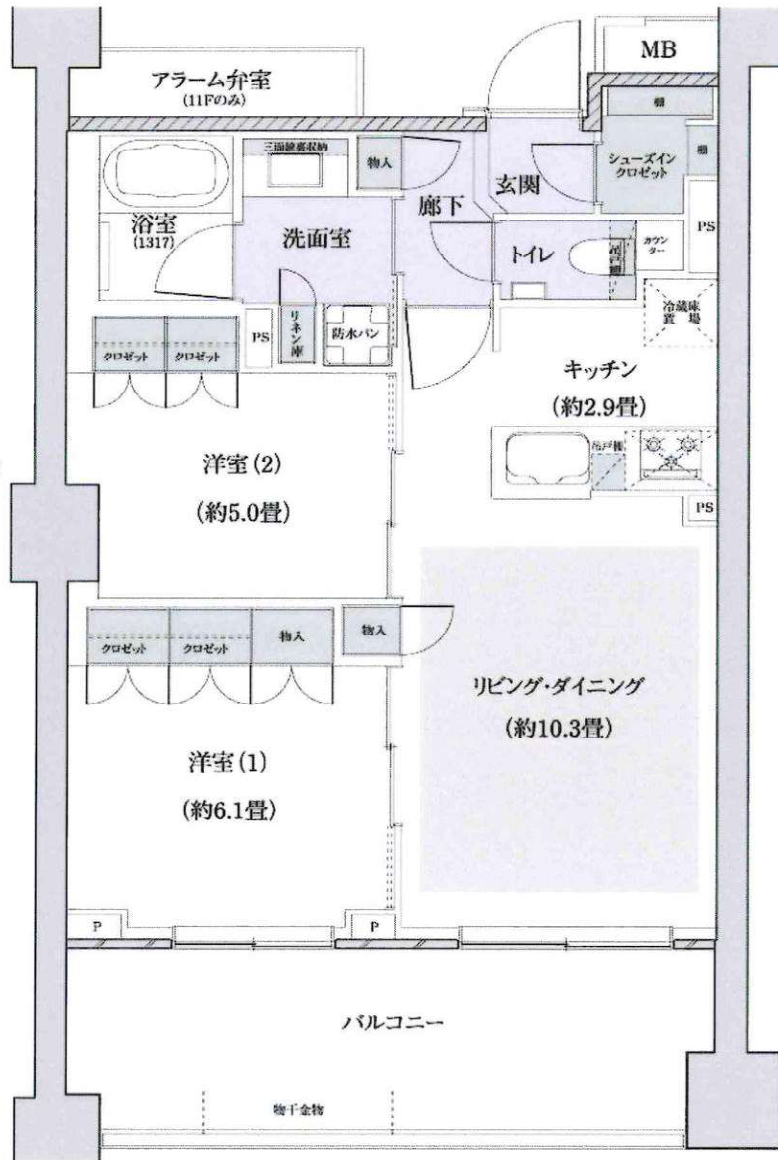 MB
アラーム弁室
(11Fのみ)
棚
三面鏡裏収納
物入
シューズイン
クロゼット
棚
玄関
廊下
浴室
(1317)
洗面室
トイレ
吊戸棚
カウン
ター
PS
冷蔵庫
置場
リネン庫
防水パン
PS
クロゼット
クロゼット
キッチン
(約2.9畳)
吊戸棚
洋室(2)
(約5.0畳)
PS
クロゼット
クロゼット
物入
物入
リビング・ダイニング
(約10.3畳)
洋室(1)
(約6.1畳)
P
P
バルコニー
物干金物